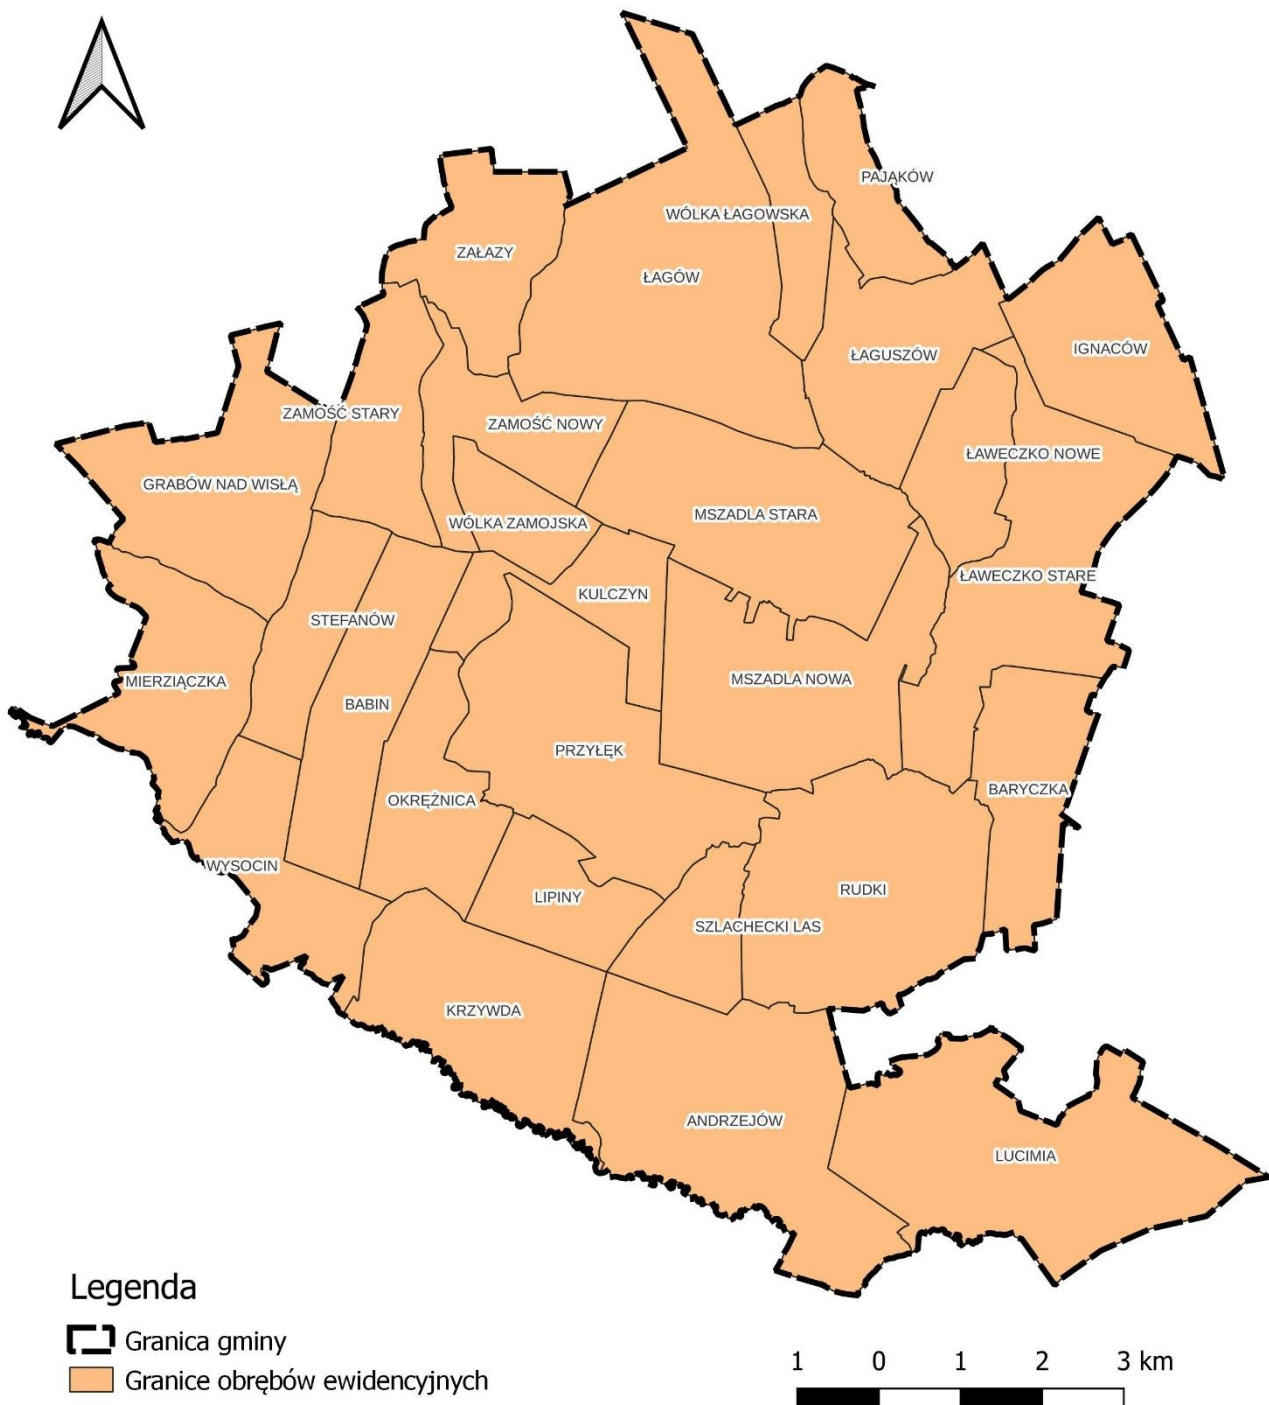 PAJĄKÓW
WÓLKA ŁAGOWSKA
ZAŁAZY
ŁAGÓW
IGNACÓW
ŁAGUSZÓW
ZAMOŚĆ STARY
ZAMOŚĆ NOWY
ŁAWECZKO NOWE
GRABÓW NAD WISŁĄ
MSZADLA STARA
WÓLKA ZAMOJSKA
ŁAWECZKO STARE
KULCZYN
STEFANÓW
MIERZIĄCZKA
MSZADLA NOWA
BABIN
PRZYŁĘK
BARYCZKA
OKRĘŻNICA
WYSOCIN
RUDKI
LIPINY
SZLACHECKI LAS
KRZYWDA
ANDRZEJÓW
LUCIMIA
Legenda
Granica gminy
Granice obrębów ewidencyjnych
1 0 1 2 3 km